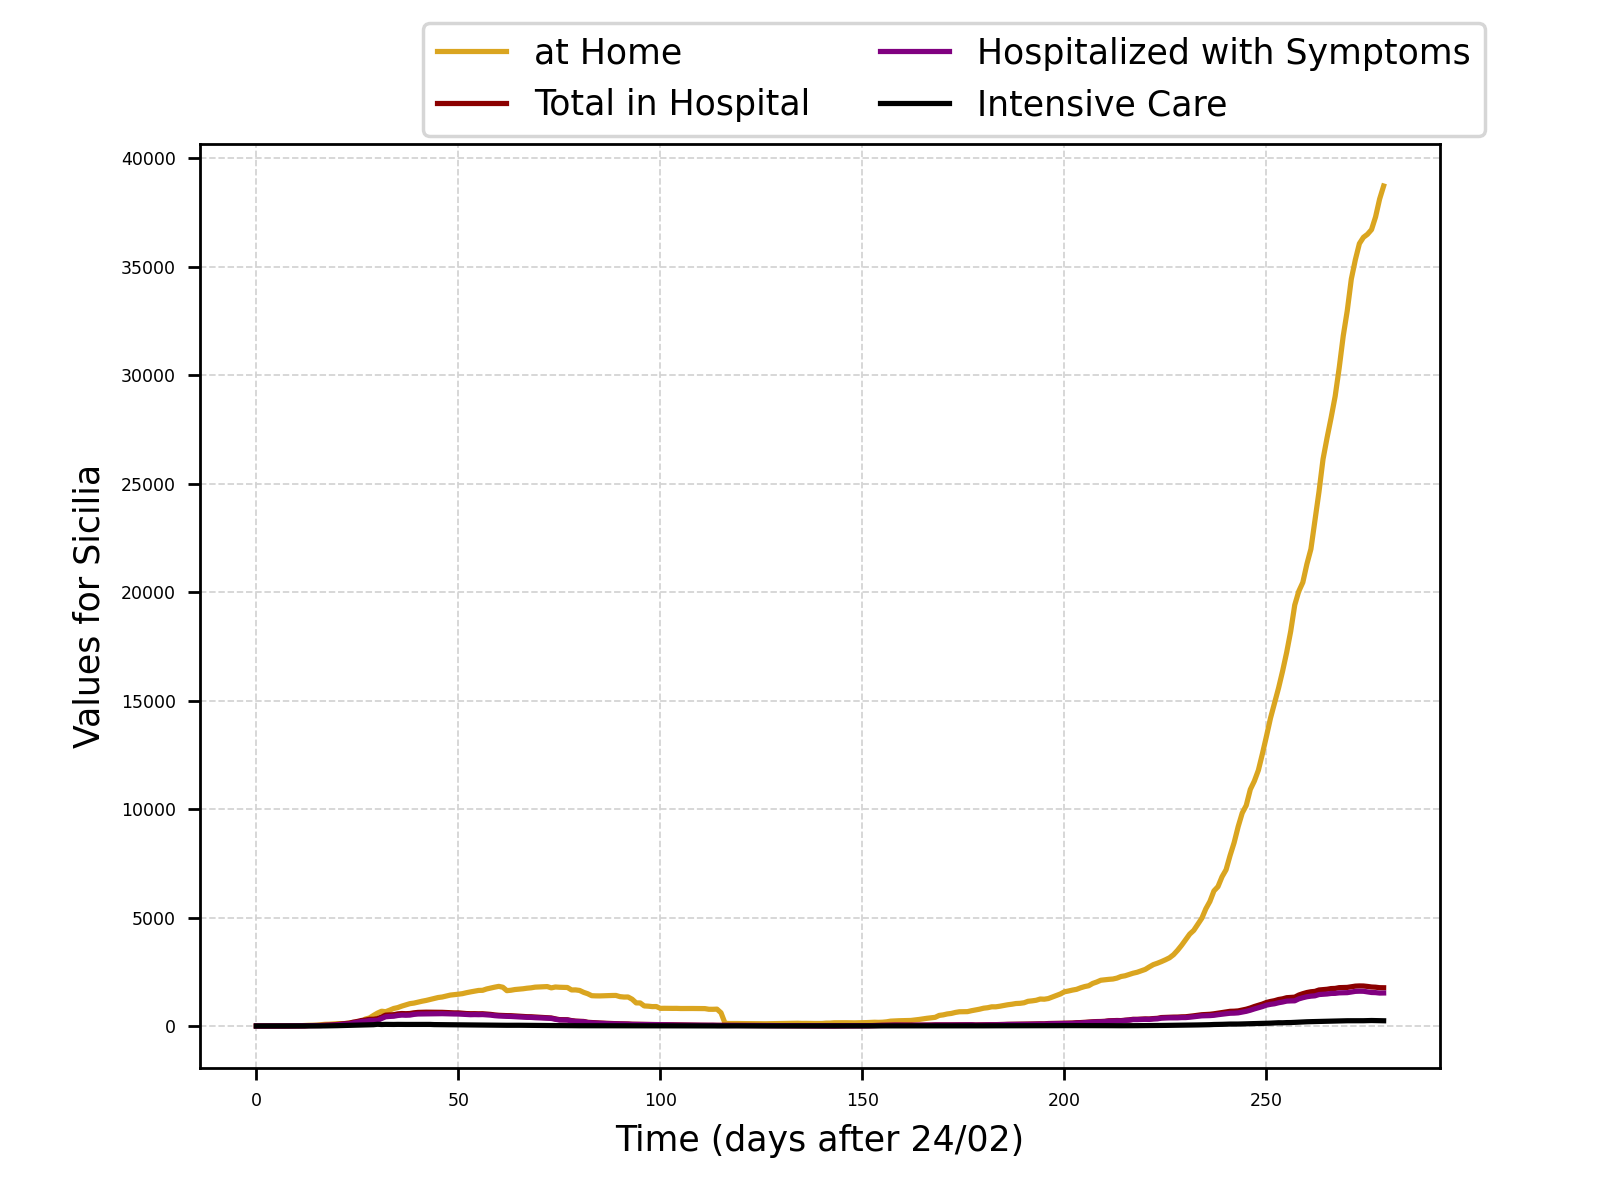 at Home
Hospitalized with Symptoms
Total in Hospital
Intensive Care
40000
35000
30000
25000
20000
15000
10000
5000
0
Values for Sicilia
0 50 100 150 200 250
Time (days after 24/02)